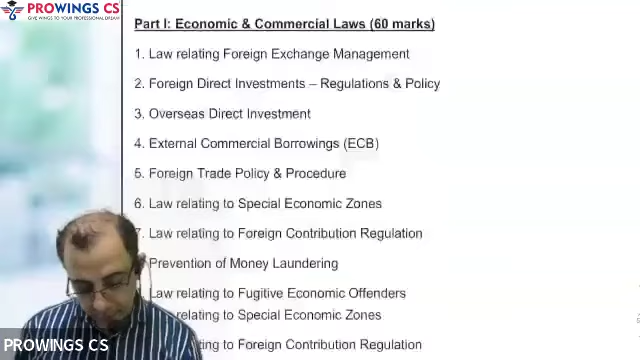 PROWINGS CS
GIVE WINGS TO YOUR PROFESSIONAL DREAM
Part I: Economic & Commercial Laws (60 marks)
1. Law relating Foreign Exchange Management
2. Foreign Direct Investments – Regulations & Policy
3. Overseas Direct Investment
4. External Commercial Borrowings (ECB)
5. Foreign Trade Policy & Procedure
6. Law relating to Special Economic Zones
7. Law relating to Foreign Contribution Regulation
Prevention of Money Laundering
Law relating to Fugitive Economic Offenders
relating to Special Economic Zones
ting to Foreign Contribution Regulation
PROWINGS CS